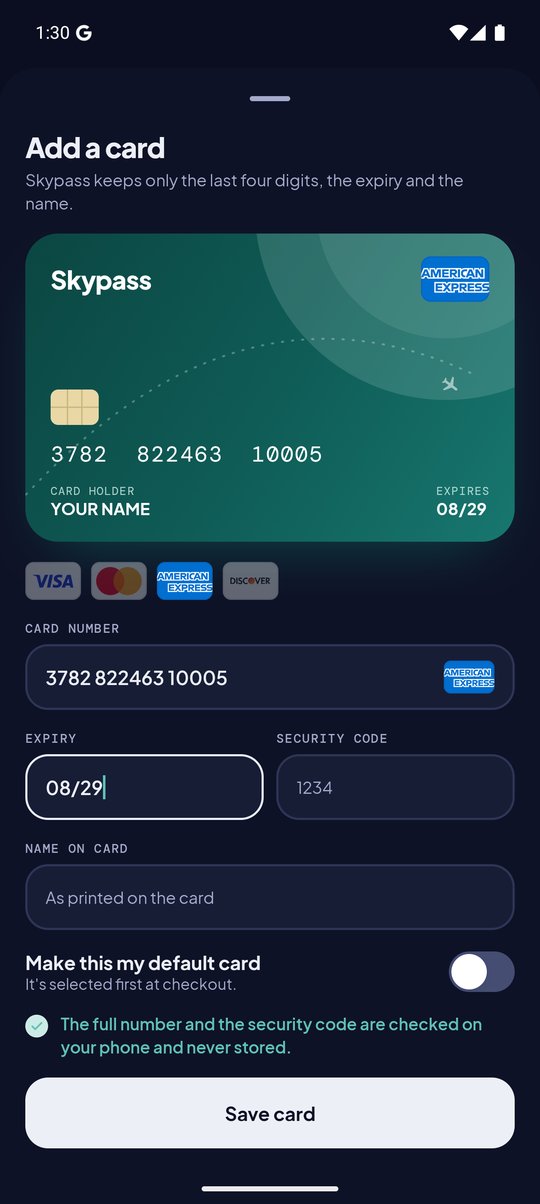 1:30
Add a card
Skypass keeps only the last four digits, the expiry and the
name.
Skypass
AMERICAN
EXPRESS
3782 822463 10005
CARD HOLDER
EXPIRES
YOUR NAME
08/29
VISA
AMERICAN
EXPRESS
DISCOVER
CARD NUMBER
3782 822463 10005
AMERICAN
EXPRESS
EXPIRY
SECURITY CODE
08/29
1234
NAME ON CARD
As printed on the card
Make this my default card
It's selected first at checkout.
The full number and the security code are checked on
your phone and never stored.
Save card